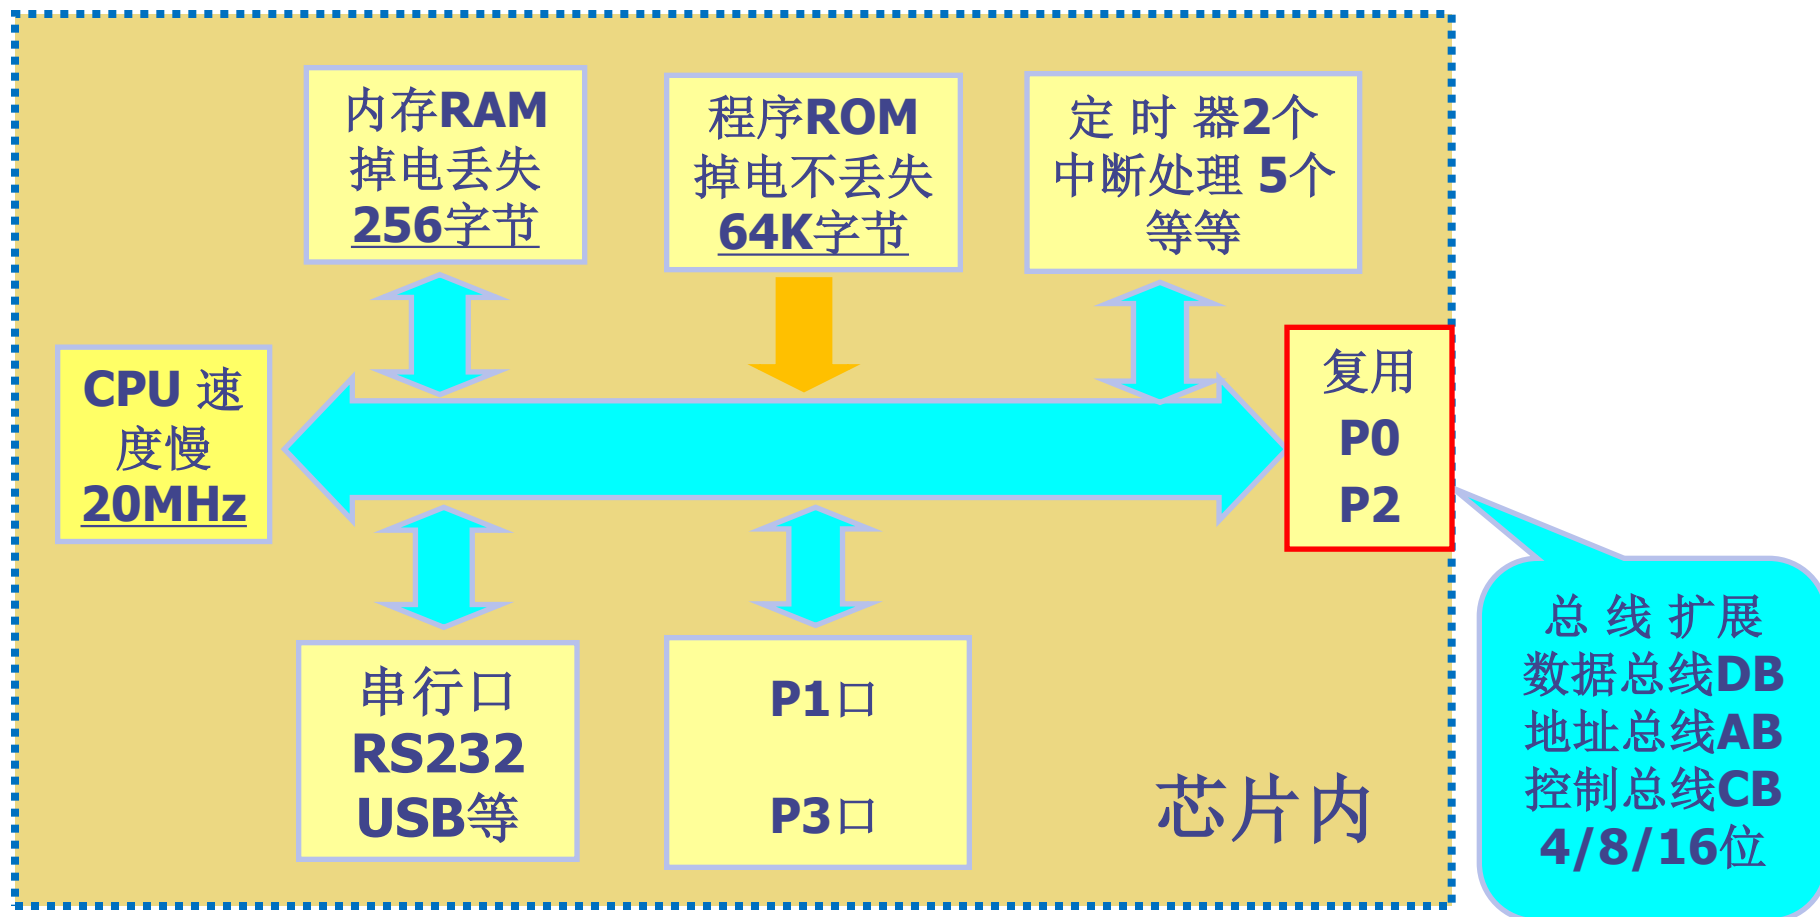 内存RAM
掉电丢失
256字节
程序ROM
掉电不丢失
64K字节
定 时 器2个
中断处理 5个
等等
CPU 速
度慢
20MHz
复用
P0
P2
串行口
RS232
USB等
P1口
P3口
芯片内
总 线 扩展
数据总线DB
地址总线AB
控制总线CB
4/8/16位